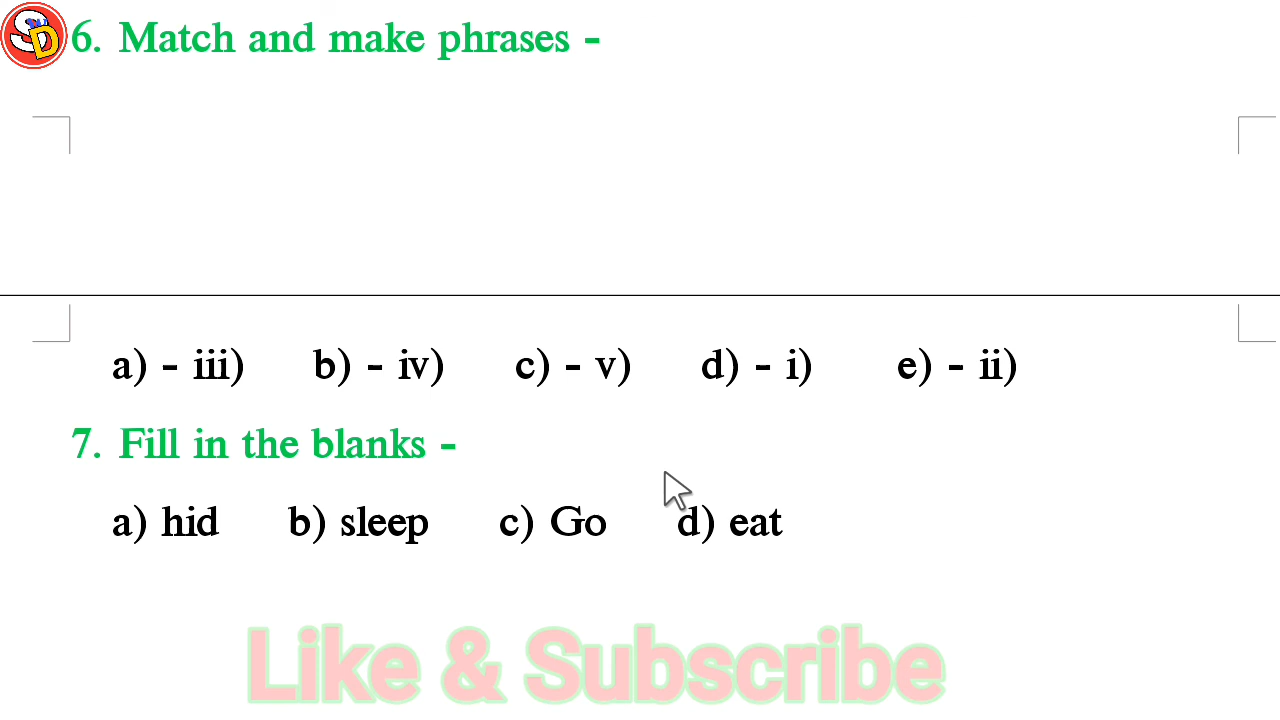 6. Match and make phrases -
a) - iii) b) - iv) c) - v) d) - i) e) - ii)
7. Fill in the blanks -
a) hid b) sleep c) Go d) eat
Like & Subscribe